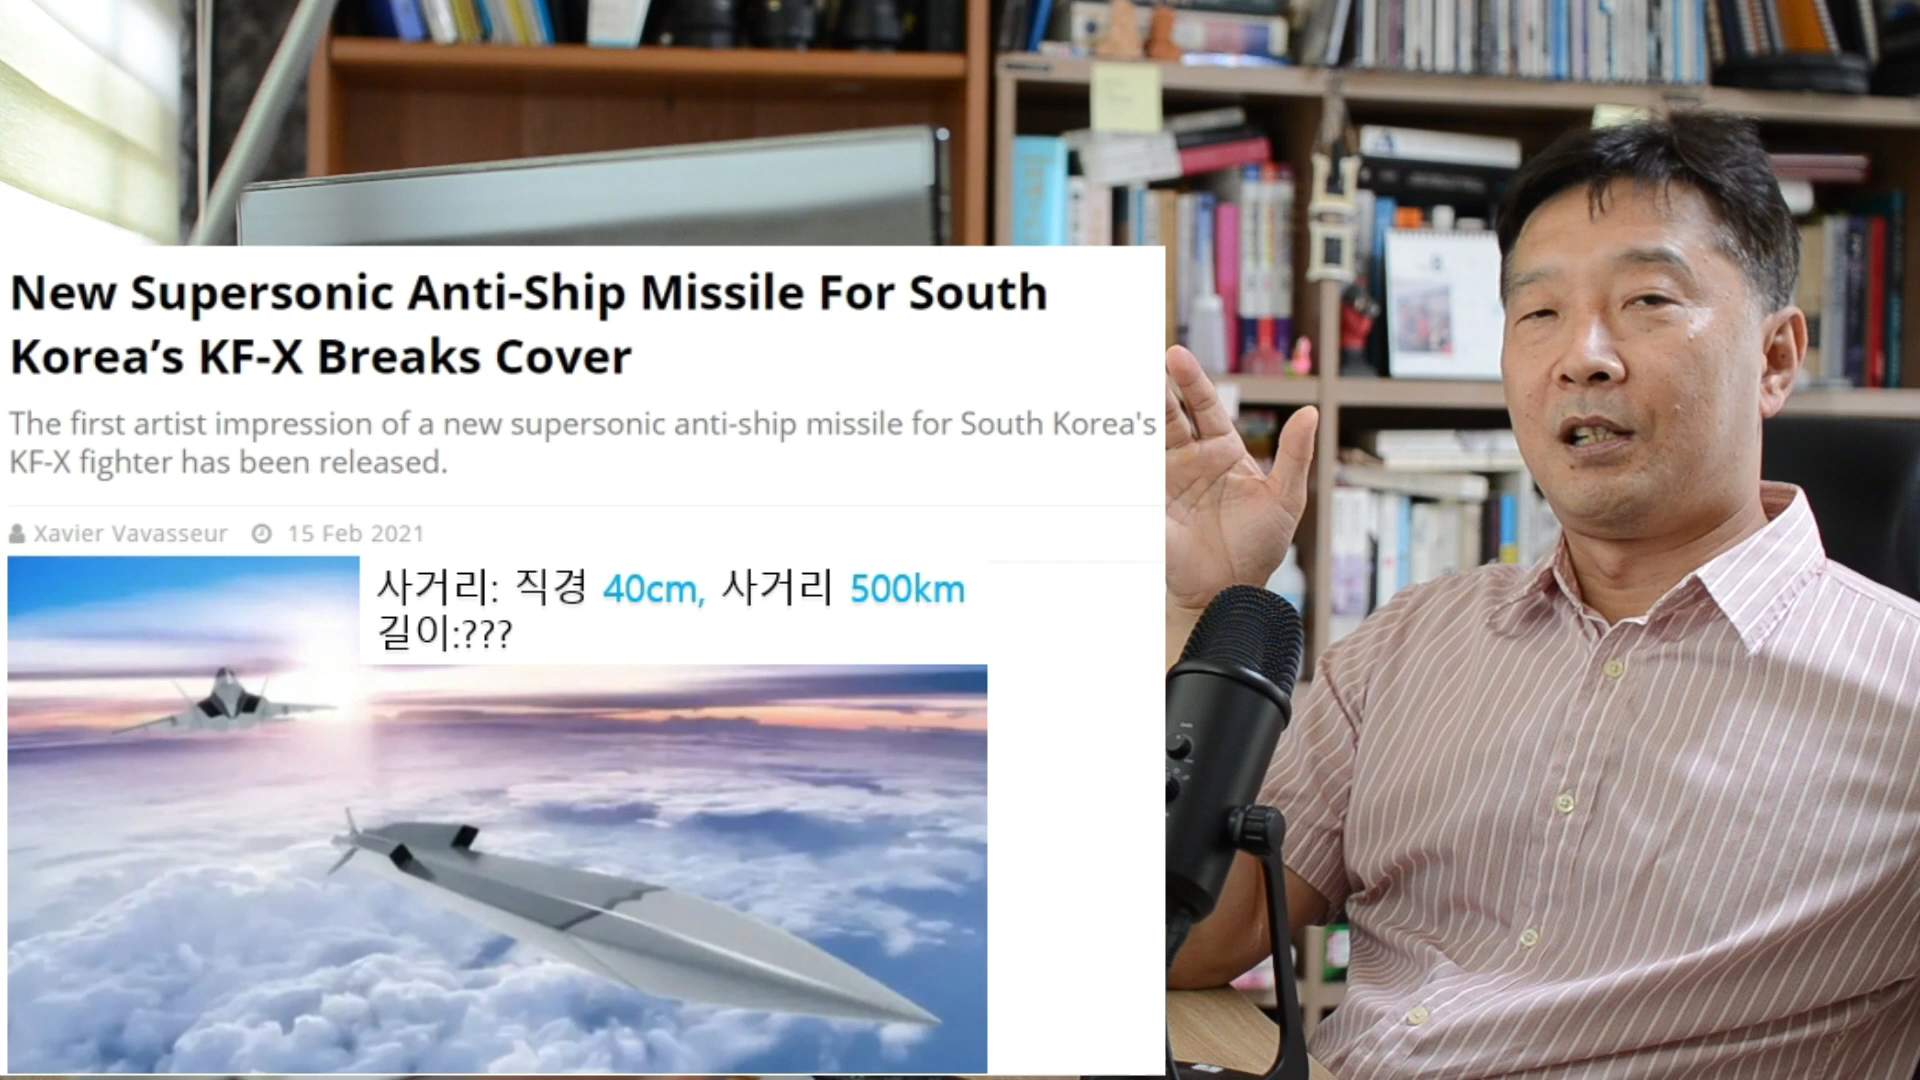 New Supersonic Anti-Ship Missile For South
Korea’s KF-X Breaks Cover
The first artist impression of a new supersonic anti-ship missile for South Korea's
KF-X fighter has been released.
Xavier Vavasseur 15 Feb 2021
사거리: 직경 40cm, 사거리 500km
길이:???